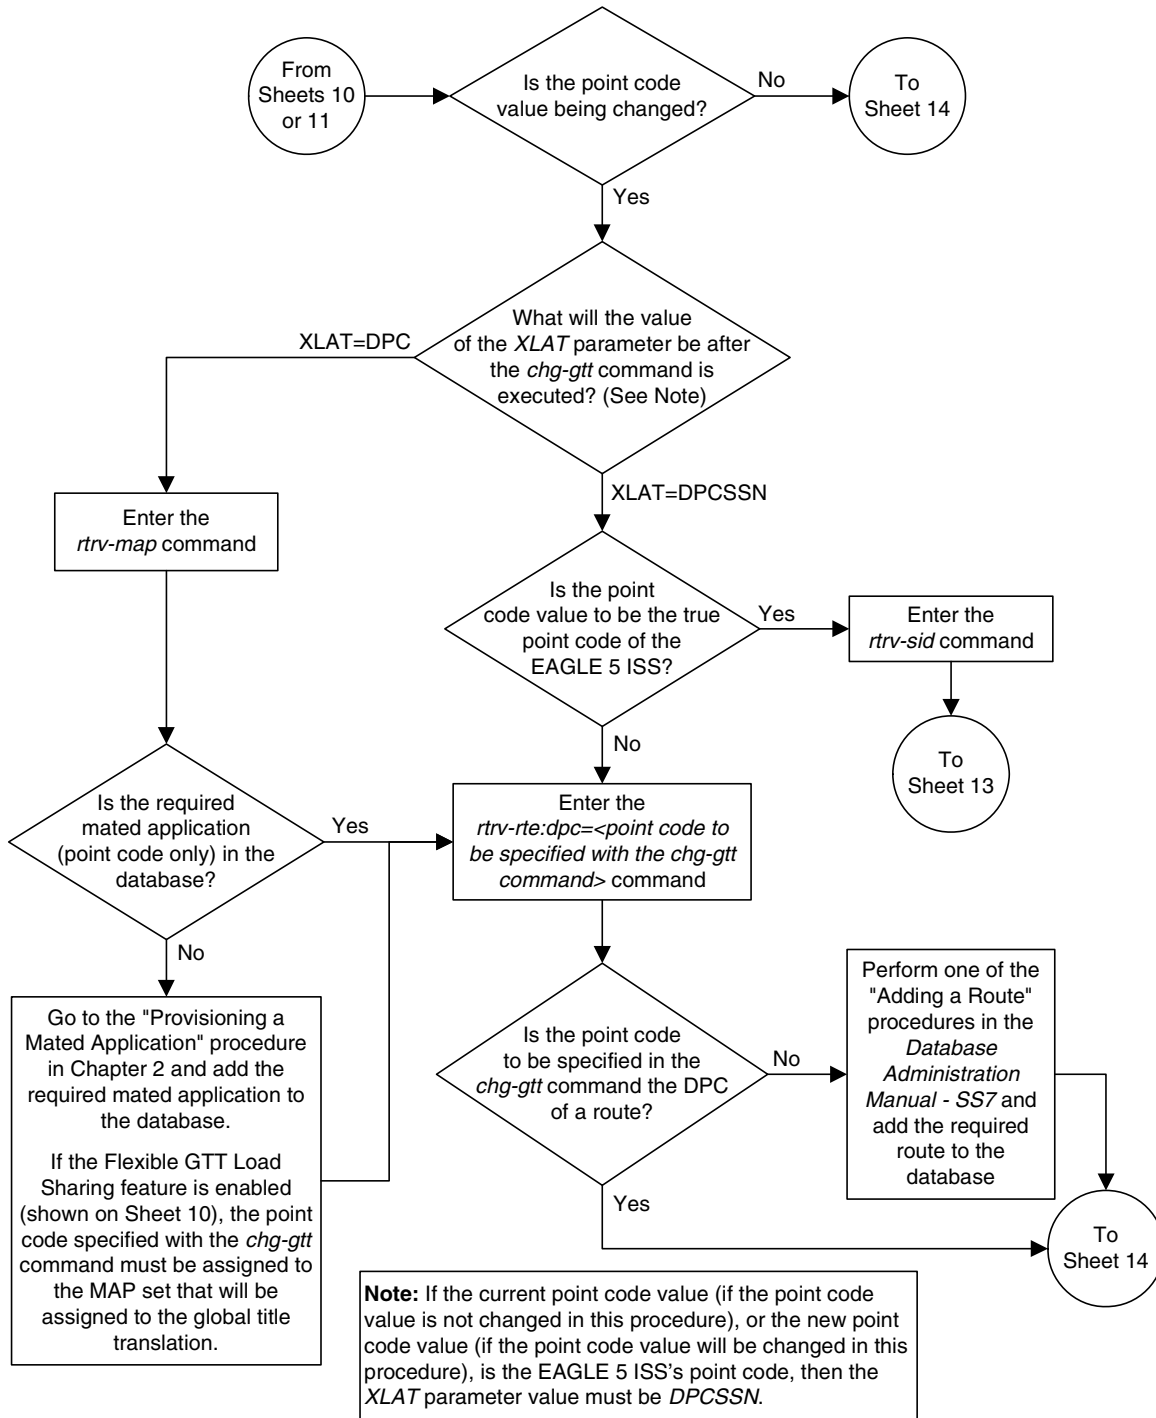 From
Sheets 10
or 11
Is the point code
value being changed?
No
To
Sheet 14
Yes
What will the value
of the XLAT parameter be after
the chg-gtt command is
executed? (See Note)
XLAT=DPC
XLAT=DPCSSN
Enter the
rtrv-map command
Is the point
code value to be the true
point code of the
EAGLE 5 ISS?
Yes
Enter the
rtrv-sid command
To
Sheet 13
No
Is the required
mated application
(point code only) in the
database?
Yes
Enter the
rtrv-rte:dpc=<point code to
be specified with the chg-gtt
command> command
No
Go to the "Provisioning a
Mated Application" procedure
in Chapter 2 and add the
required mated application to
the database.
If the Flexible GTT Load
Sharing feature is enabled
(shown on Sheet 10), the point
code specified with the chg-gtt
command must be assigned to
the MAP set that will be
assigned to the global title
translation.
Is the point code
to be specified in the
chg-gtt command the DPC
of a route?
No
Perform one of the
"Adding a Route"
procedures in the
Database
Administration
Manual - SS7 and
add the required
route to the
database
Yes
To
Sheet 14
Note: If the current point code value (if the point code
value is not changed in this procedure), or the new point
code value (if the point code value will be changed in this
procedure), is the EAGLE 5 ISS's point code, then the
XLAT parameter value must be DPCSSN.